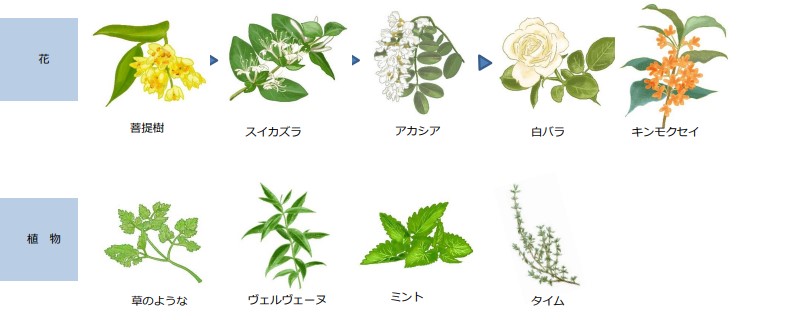 花
菩提樹
スイカズラ
アカシア
白バラ
キンモクセイ
植　物
草のような
ヴェルヴェーヌ
ミント
タイム